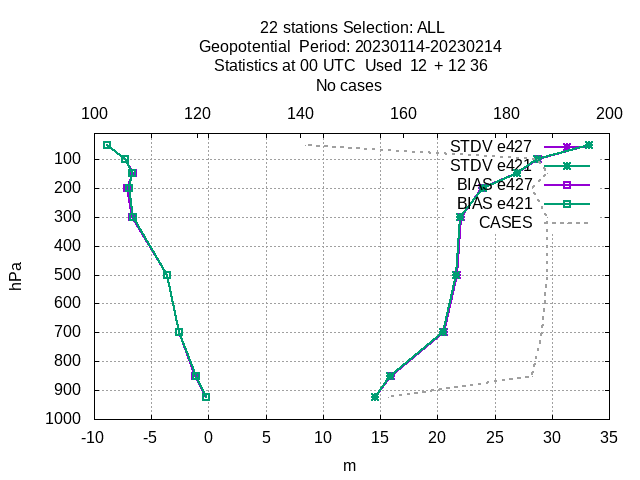 22 stations Selection: ALL
Geopotential  Period: 20230114-20230214
Statistics at 00 UTC  Used  12  + 12 36
No cases
100 120 140 160 180 200
STDV e427
STDV e421
BIAS e427
BIAS e421
CASES
hPa
100
200
300
400
500
600
700
800
900
1000
-10 -5 0 5 10 15 20 25 30 35
m